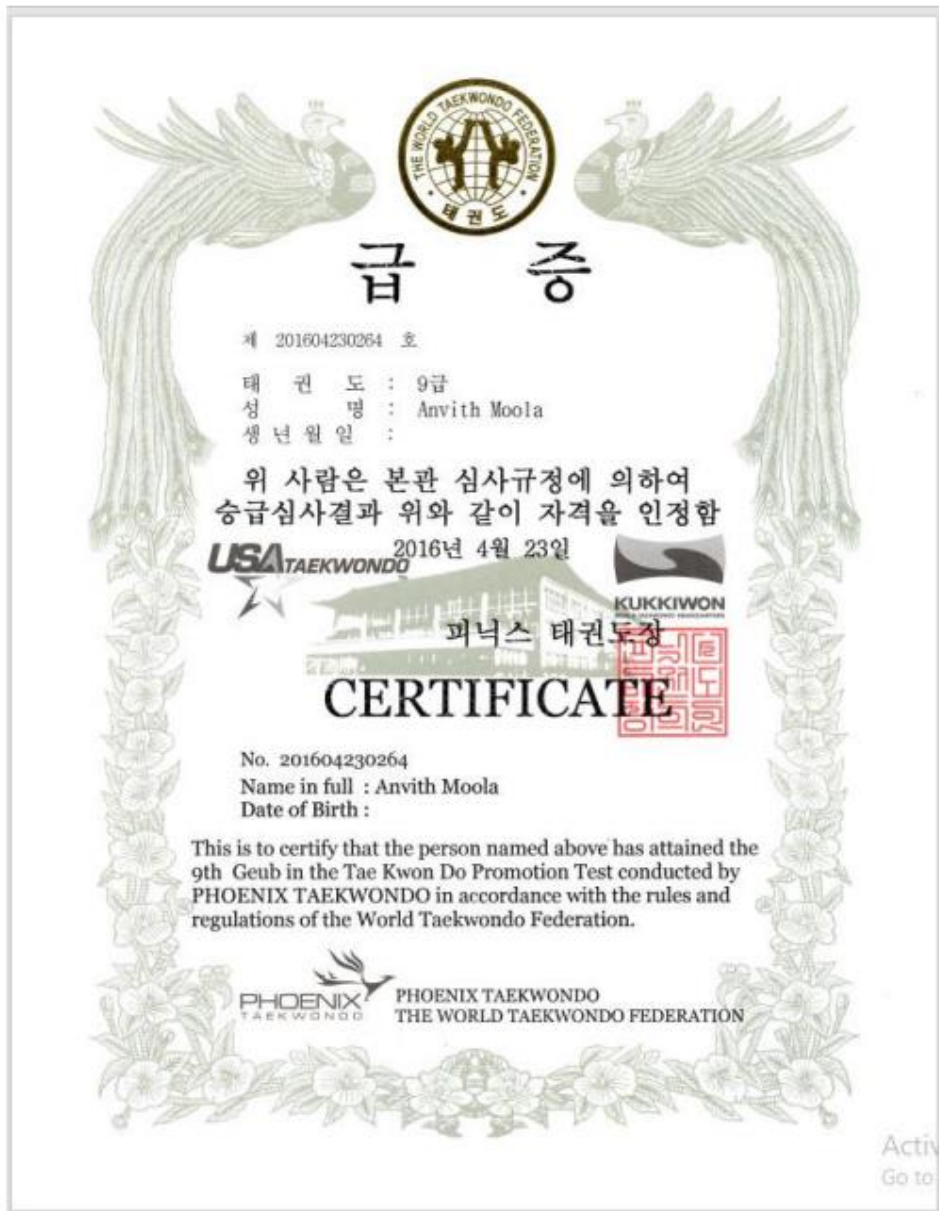 THE WORLD TAEKWONDO FEDERATION
태권도
급 증
제 201604230264 호
태 권 도 : 9급
성 명 : Anvith Moola
생 년 월 일 :
위 사람은 본관 심사규정에 의하여
승급심사결과 위와 같이 자격을 인정함
2016년 4월 23일
USA TAEKWONDO
KUKKIWON
피닉스 태권도장
CERTIFICATE
No. 201604230264
Name in full : Anvith Moola
Date of Birth :
This is to certify that the person named above has attained the
9th Geub in the Tae Kwon Do Promotion Test conducted by
PHOENIX TAEKWONDO in accordance with the rules and
regulations of the World Taekwondo Federation.
PHOENIX
TAEKWONDO
PHOENIX TAEKWONDO
THE WORLD TAEKWONDO FEDERATION
Activ
Go to